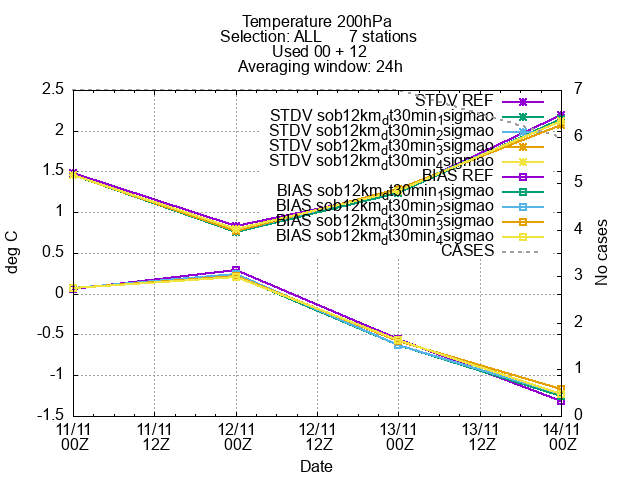 Temperature 200hPa
Selection: ALL 7 stations
Used 00 + 12
Averaging window: 24h
2.5
2
1.5
1
0.5
0
-0.5
-1
-1.5
deg C
7
6
5
4
3
2
1
0
No cases
STDV REF
STDV sob12km_dt30min_1sigmao
STDV sob12km_dt30min_2sigmao
STDV sob12km_dt30min_3sigmao
STDV sob12km_dt30min_4sigmao
BIAS REF
BIAS sob12km_dt30min_1sigmao
BIAS sob12km_dt30min_2sigmao
BIAS sob12km_dt30min_3sigmao
BIAS sob12km_dt30min_4sigmao
CASES
11/11 11/11 12/11 12/11 13/11 13/11 14/11
00Z 12Z 00Z 12Z 00Z 12Z 00Z
Date